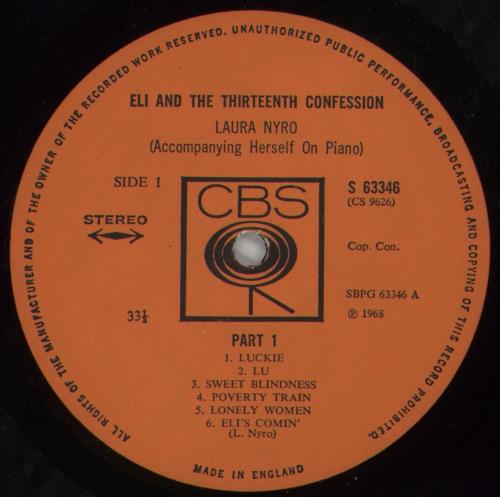 ALL RIGHTS OF THE MANUFACTURER AND OF THE OWNER OF THE RECORDED WORK RESERVED. UNAUTHORIZED PUBLIC PERFORMANCE, BROADCASTING AND COPYING OF THIS RECORD PROHIBITED.
ELI AND THE THIRTEENTH CONFESSION
LAURA NYRO
(Accompanying Herself On Piano)
SIDE 1
STEREO
33⅓
CBS
S 63346
(CS 9626)
Cop. Con.
SBPG 63346 A
℗ 1968
PART 1
1. LUCKIE
2. LU
3. SWEET BLINDNESS
4. POVERTY TRAIN
5. LONELY WOMEN
6. ELI'S COMIN'
(L. Nyro)
MADE IN ENGLAND